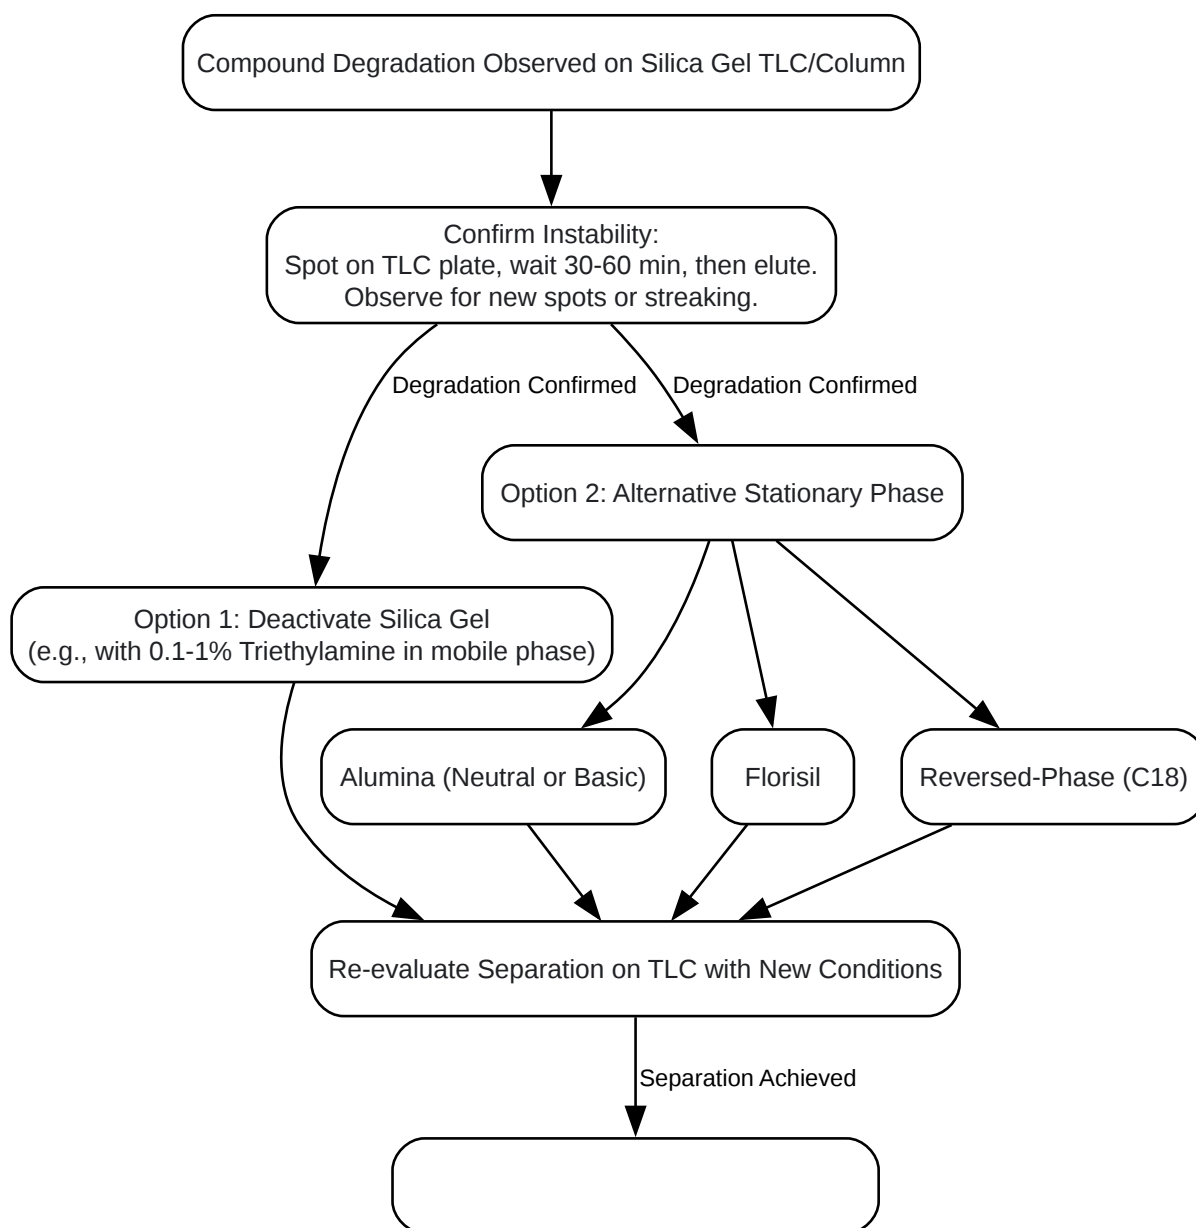 Compound Degradation Observed on Silica Gel TLC/Column
Confirm Instability:
Spot on TLC plate, wait 30-60 min, then elute.
Observe for new spots or streaking.
Degradation Confirmed
Degradation Confirmed
Option 2: Alternative Stationary Phase
Option 1: Deactivate Silica Gel
(e.g., with 0.1-1% Triethylamine in mobile phase)
Alumina (Neutral or Basic)
Florisil
Reversed-Phase (C18)
Re-evaluate Separation on TLC with New Conditions
Separation Achieved